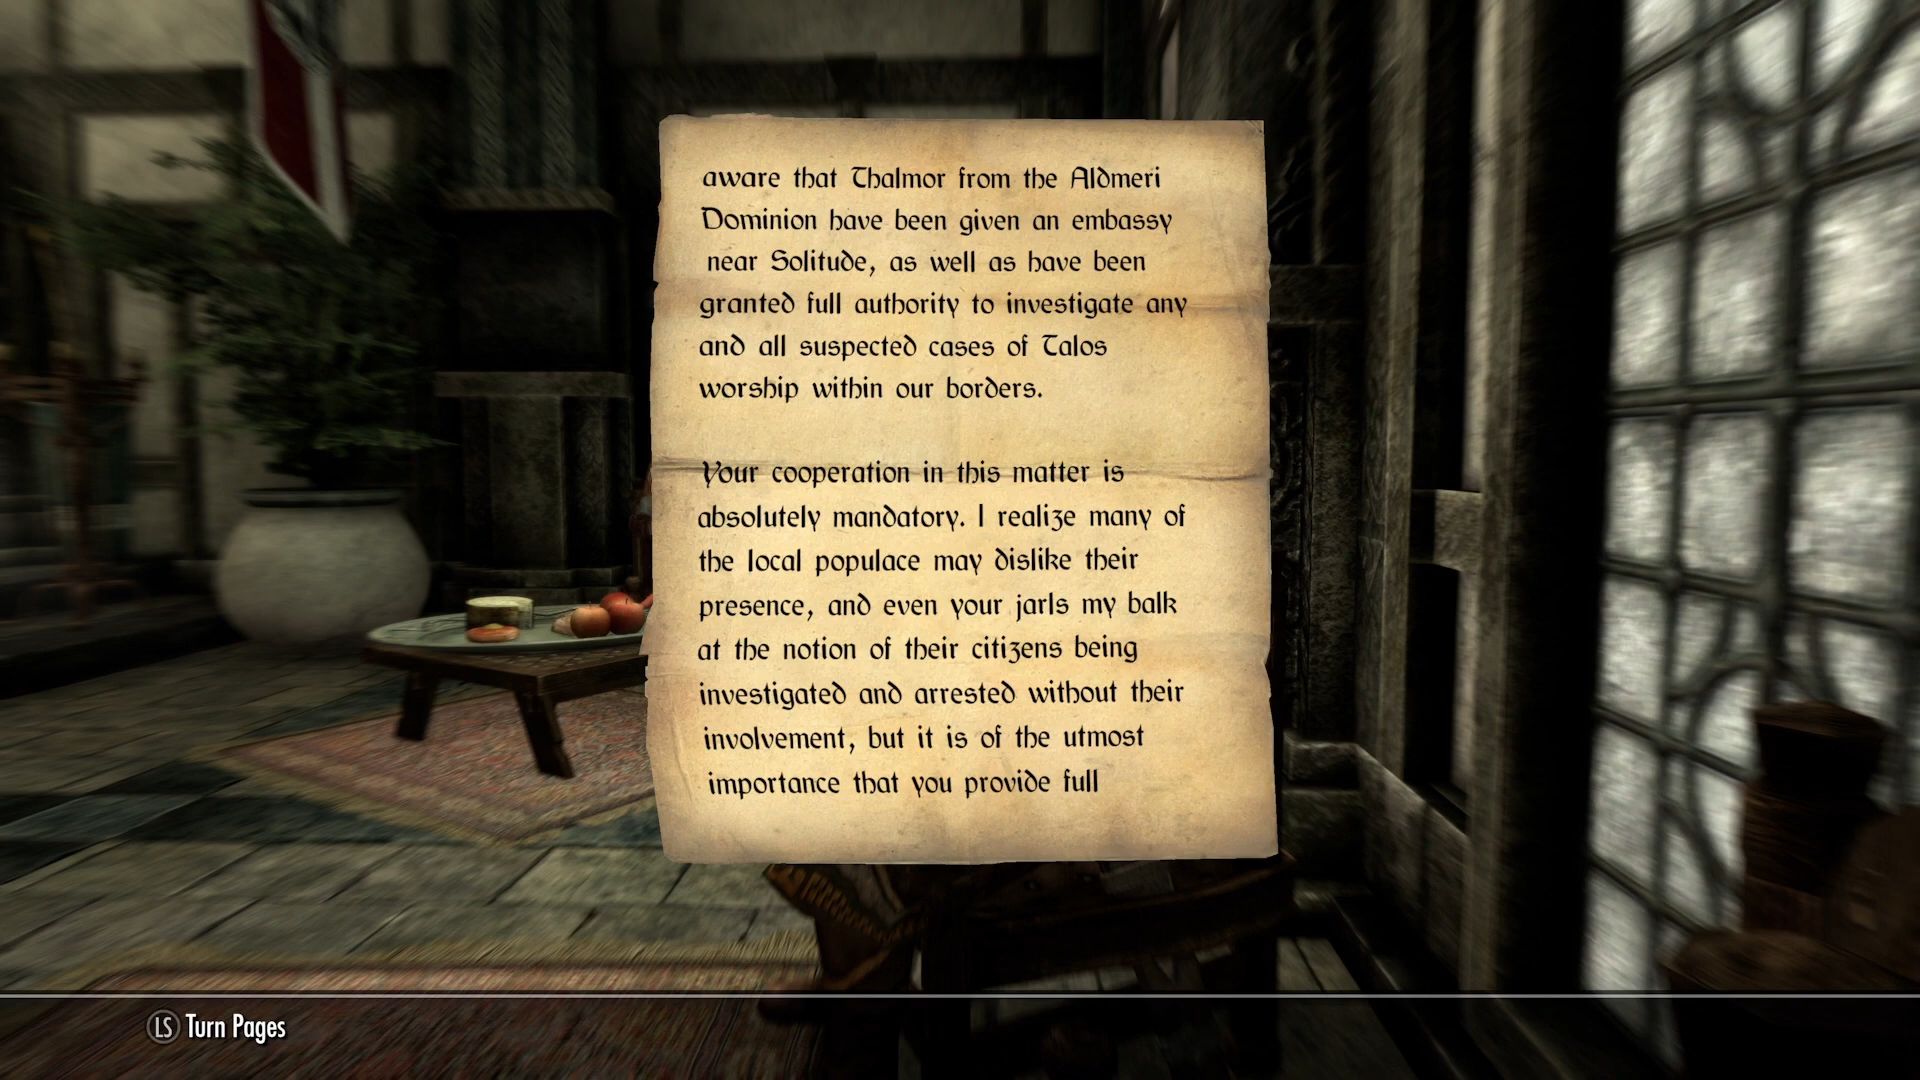 aware that Thalmor from the Aldmeri
Dominion have been given an embassy
near Solitude, as well as have been
granted full authority to investigate any
and all suspected cases of Talos
worship within our borders.
Your cooperation in this matter is
absolutely mandatory. I realize many of
the local populace may dislike their
presence, and even your jarls my balk
at the notion of their citizens being
investigated and arrested without their
involvement, but it is of the utmost
importance that you provide full
LS Turn Pages